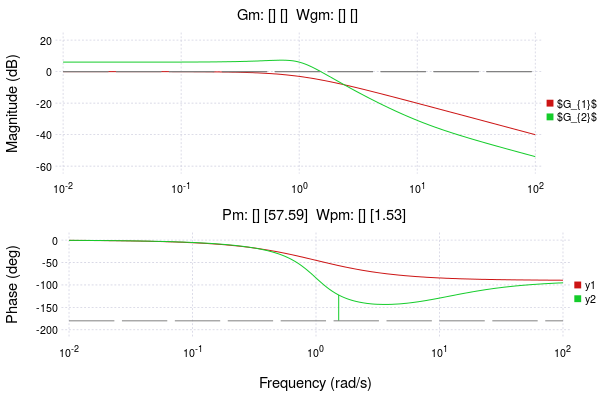 Gm: [] []  Wgm: [] []
Magnitude (dB)
20
0
-20
-40
-60
10^-2
10^-1
10^0
10^1
10^2
$G_{1}$
$G_{2}$
Pm: [] [57.59]  Wpm: [] [1.53]
Phase (deg)
0
-50
-100
-150
-200
10^-2
10^-1
10^0
10^1
10^2
y1
y2
Frequency (rad/s)